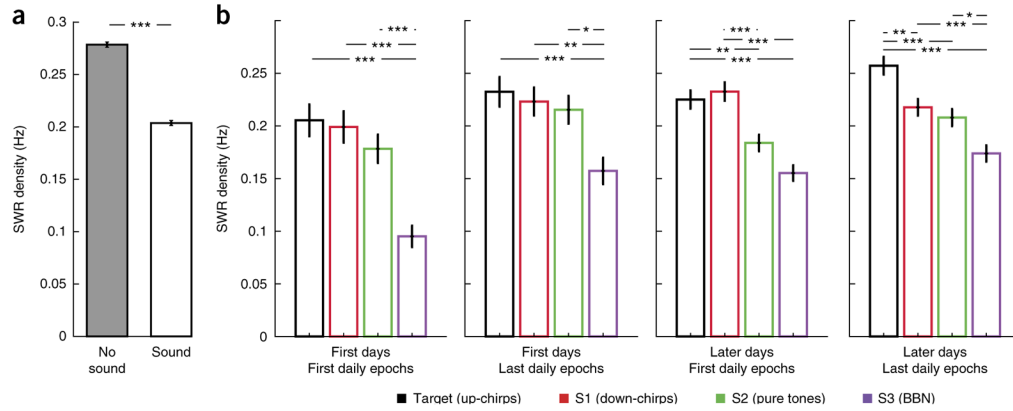 a
b
***
SWR density (Hz)
0.3
0.25
0.2
0.15
0.1
0.05
0
No
sound
Sound
SWR density (Hz)
0.25
0.2
0.15
0.1
0.05
0
***
***
***
First days
First daily epochs
*
**
***
First days
Last daily epochs
***
***
**
***
Later days
First daily epochs
*
***
**
***
***
Later days
Last daily epochs
Target (up-chirps)
S1 (down-chirps)
S2 (pure tones)
S3 (BBN)